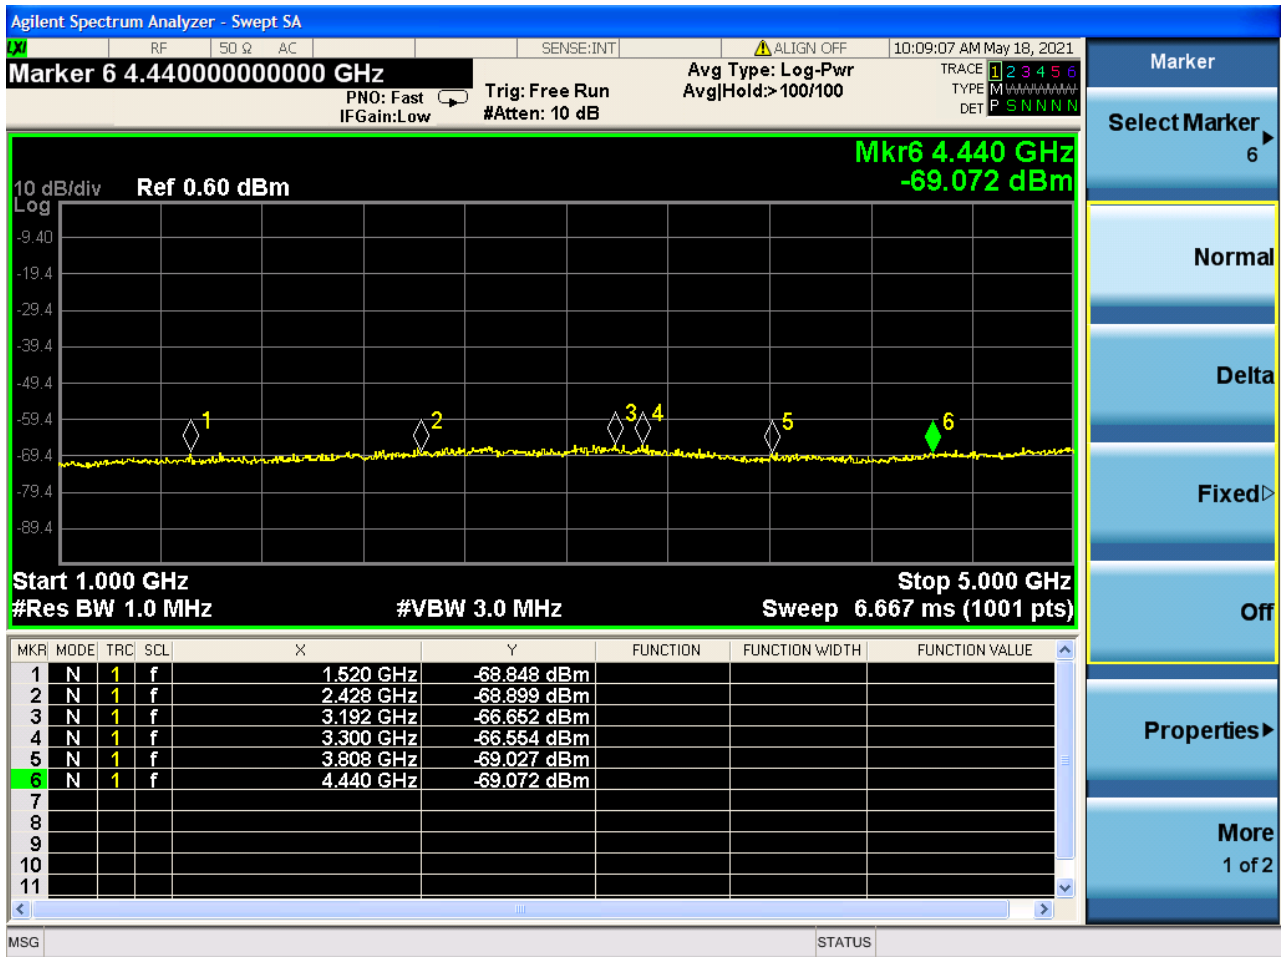 Agilent Spectrum Analyzer - Swept SA
LXI RF 50 Ω AC SENSE:INT ALIGN OFF 10:09:07 AM May 18, 2021
Marker 6 4.440000000000 GHz
PNO: Fast
IFGain:Low
Trig: Free Run
#Atten: 10 dB
Avg Type: Log-Pwr
Avg|Hold:>100/100
TRACE 1 2 3 4 5 6
TYPE M
DET P S N N N N
Mkr6 4.440 GHz
-69.072 dBm
10 dB/div Ref 0.60 dBm
Log
-9.40
-19.4
-29.4
-39.4
-49.4
-59.4
-69.4
-79.4
-89.4
1 2 3 4 5 6
Start 1.000 GHz Stop 5.000 GHz
#Res BW 1.0 MHz #VBW 3.0 MHz Sweep 6.667 ms (1001 pts)
MKR MODE TRC SCL X Y FUNCTION FUNCTION WIDTH FUNCTION VALUE
1 N 1 f 1.520 GHz -68.848 dBm
2 N 1 f 2.428 GHz -68.899 dBm
3 N 1 f 3.192 GHz -66.652 dBm
4 N 1 f 3.300 GHz -66.554 dBm
5 N 1 f 3.808 GHz -69.027 dBm
6 N 1 f 4.440 GHz -69.072 dBm
7
8
9
10
11
MSG STATUS
Marker
Select Marker
6
Normal
Delta
Fixed
Off
Properties
More
1 of 2